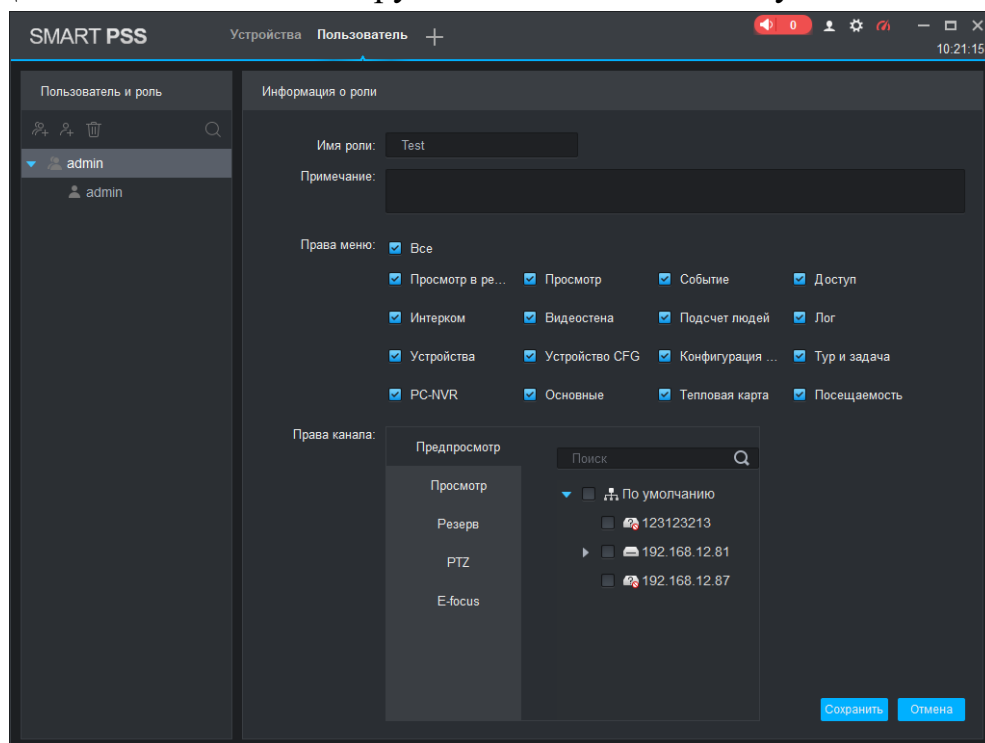 SMART PSS Устройства Пользователь 0
10:21:15
Пользователь и роль
Информация о роли
admin
admin
Имя роли: Test
Примечание:
Права меню: Все
Просмотр в ре... Просмотр Событие Доступ
Интерком Видеостена Подсчет людей Лог
Устройства Устройство CFG Конфигурация ... Тур и задача
PC-NVR Основные Тепловая карта Посещаемость
Права канала:
Предпросмотр
Просмотр
Резерв
PTZ
E-focus
Поиск
По умолчанию
123123213
192.168.12.81
192.168.12.87
Сохранить Отмена